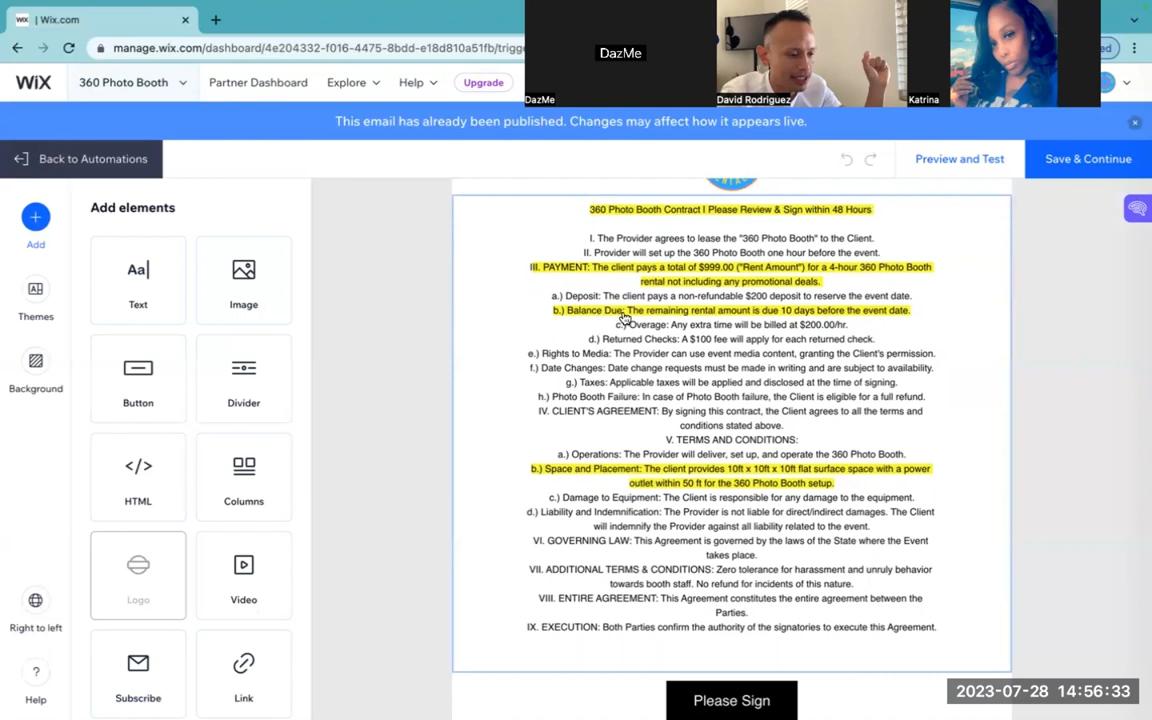 WiX | Wix.com
manage.wix.com/dashboard/4e204332-f016-4475-8bdd-e18d810a51fb/trigg
WiX 360 Photo Booth Partner Dashboard Explore Help Upgrade
DazMe
DazMe David Rodriguez Katrina
This email has already been published. Changes may affect how it appears live.
Back to Automations Preview and Test Save & Continue
Add
Themes
Background
Right to left
Help
Add elements
Aa
Text Image
Button Divider
</>
HTML Columns
Logo Video
Subscribe Link
360 Photo Booth Contract I Please Review & Sign within 48 Hours
I. The Provider agrees to lease the "360 Photo Booth" to the Client.
II. Provider will set up the 360 Photo Booth one hour before the event.
III. PAYMENT: The client pays a total of $999.00 ("Rent Amount") for a 4-hour 360 Photo Booth
rental not including any promotional deals.
a.) Deposit: The client pays a non-refundable $200 deposit to reserve the event date.
b.) Balance Due: The remaining rental amount is due 10 days before the event date.
c.) Overage: Any extra time will be billed at $200.00/hr.
d.) Returned Checks: A $100 fee will apply for each returned check.
e.) Rights to Media: The Provider can use event media content, granting the Client's permission.
f.) Date Changes: Date change requests must be made in writing and are subject to availability.
g.) Taxes: Applicable taxes will be applied and disclosed at the time of signing.
h.) Photo Booth Failure: In case of Photo Booth failure, the Client is eligible for a full refund.
IV. CLIENT'S AGREEMENT: By signing this contract, the Client agrees to all the terms and
conditions stated above.
V. TERMS AND CONDITIONS:
a.) Operations: The Provider will deliver, set up, and operate the 360 Photo Booth.
b.) Space and Placement: The client provides 10ft x 10ft x 10ft flat surface space with a power
outlet within 50 ft for the 360 Photo Booth setup.
c.) Damage to Equipment: The Client is responsible for any damage to the equipment.
d.) Liability and Indemnification: The Provider is not liable for direct/indirect damages. The Client
will indemnify the Provider against all liability related to the event.
VI. GOVERNING LAW: This Agreement is governed by the laws of the State where the Event
takes place.
VII. ADDITIONAL TERMS & CONDITIONS: Zero tolerance for harassment and unruly behavior
towards booth staff. No refund for incidents of this nature.
VIII. ENTIRE AGREEMENT: This Agreement constitutes the entire agreement between the
Parties.
IX. EXECUTION: Both Parties confirm the authority of the signatories to execute this Agreement.
Please Sign
2023-07-28 14:56:33